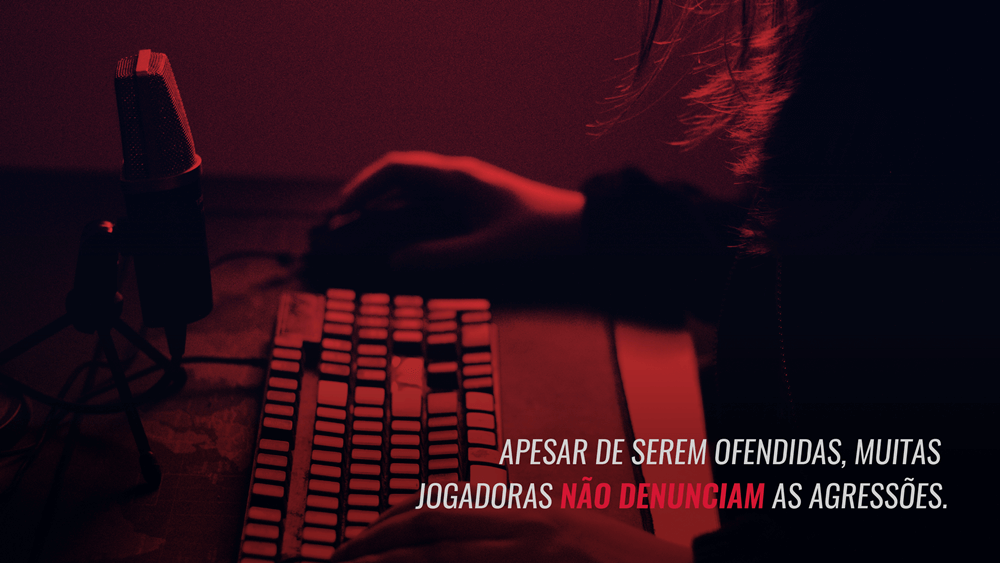 APESAR DE SEREM OFENDIDAS, MUITAS
JOGADORAS NÃO DENUNCIAM AS AGRESSÕES.